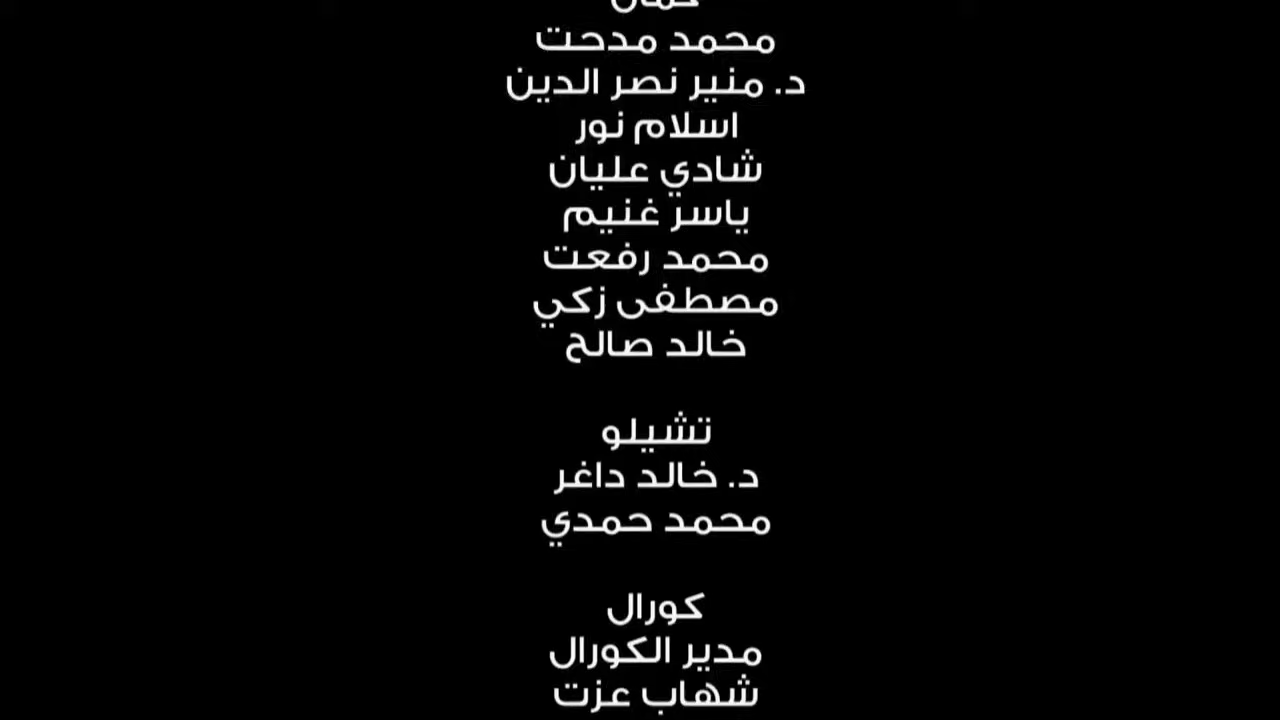 كمان
محمد مدحت
د. منير نصر الدين
اسلام نور
شادي عليان
ياسر غنيم
محمد رفعت
مصطفى زكي
خالد صالح
تشيلو
د. خالد داغر
محمد حمدي
كورال
مدير الكورال
شهاب عزت